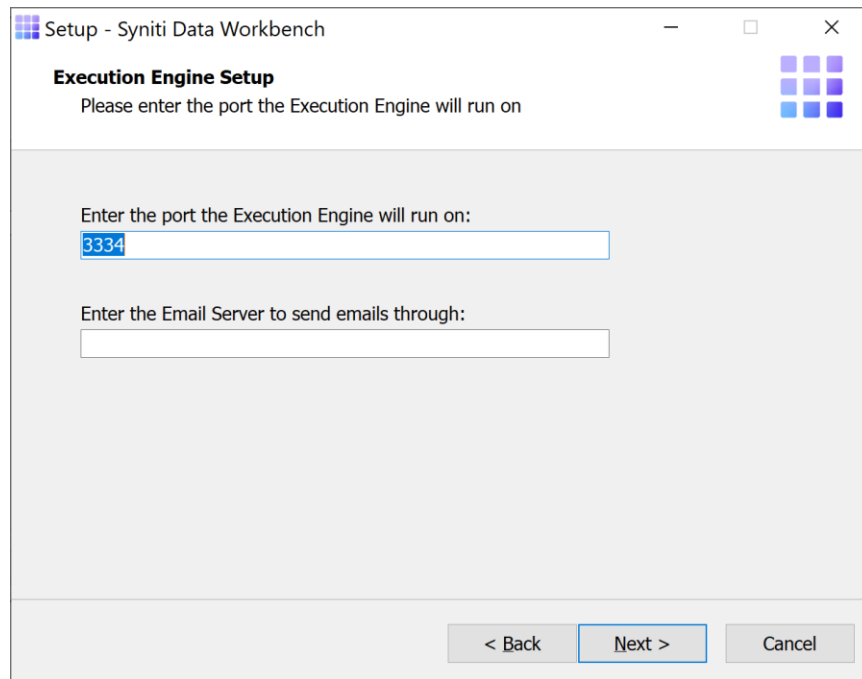 Setup - Syniti Data Workbench
Execution Engine Setup
Please enter the port the Execution Engine will run on
Enter the port the Execution Engine will run on:
3334
Enter the Email Server to send emails through:
< Back Next > Cancel